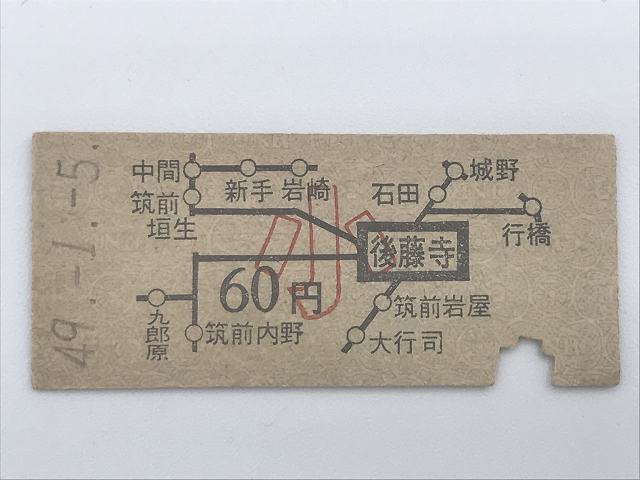 49.-1.-5.
中間
新手 岩崎
筑前
垣生
小
石田
城野
行橋
後藤寺
60円
筑前岩屋
九郎原
筑前内野
大行司